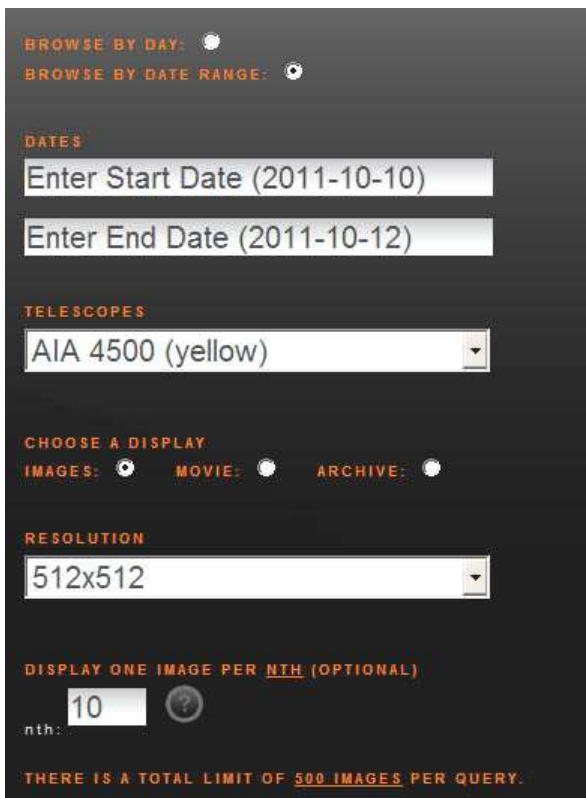 BROWSE BY DAY:
BROWSE BY DATE RANGE:
DATES
Enter Start Date (2011-10-10)
Enter End Date (2011-10-12)
TELESCOPES
AIA 4500 (yellow)
CHOOSE A DISPLAY
IMAGES: MOVIE: ARCHIVE:
RESOLUTION
512x512
DISPLAY ONE IMAGE PER NTH (OPTIONAL)
nth: 10 ?
THERE IS A TOTAL LIMIT OF 500 IMAGES PER QUERY.